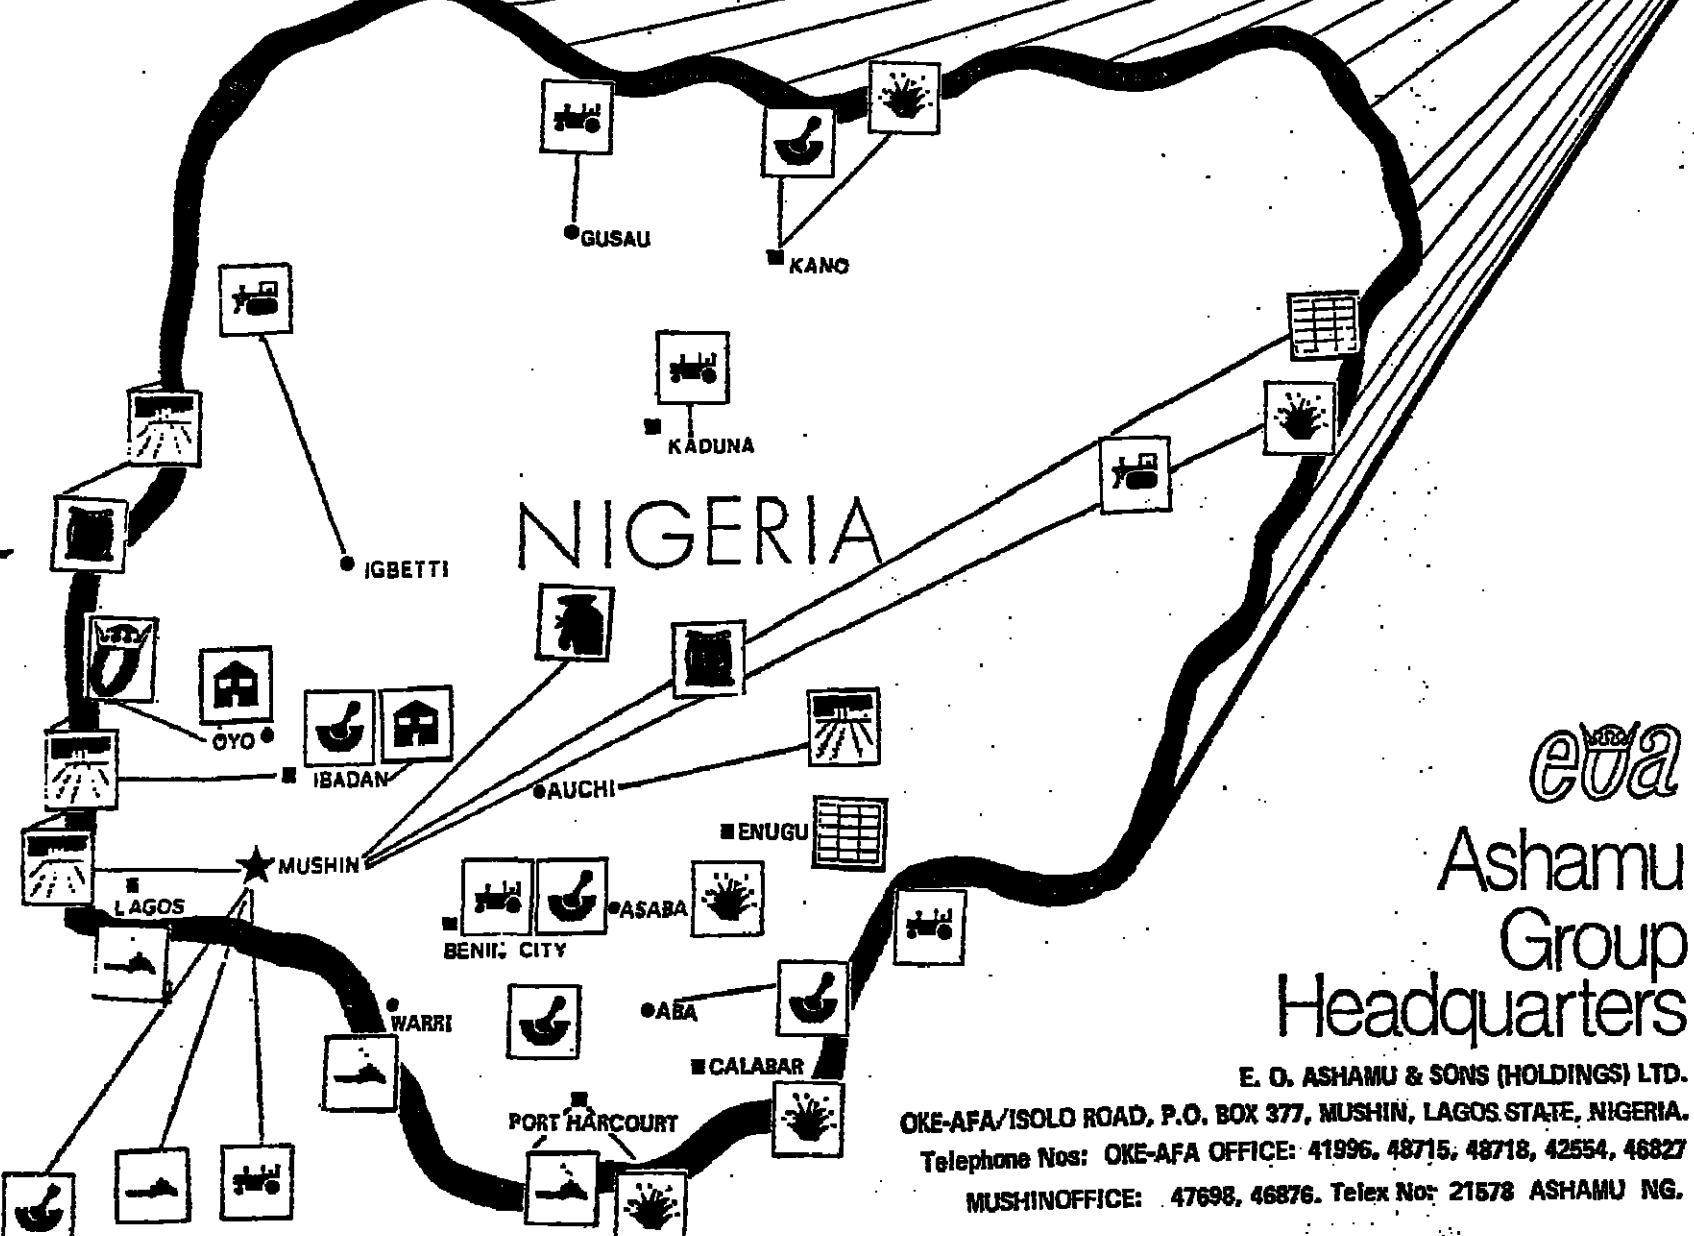 GUSAU
KANO
KADUNA
NIGERIA
IGBETTI
OYO
IBADAN
AUCHI
ENUGU
MUSHIN
LAGOS
ASABA
BENIN CITY
WARRI
ABA
CALABAR
PORT HARCOURT
eoa
Ashamu
Group
Headquarters
E. O. ASHAMU & SONS (HOLDINGS) LTD.
OKE-AFA/ISOLO ROAD, P.O. BOX 377, MUSHIN, LAGOS STATE, NIGERIA.
Telephone Nos: OKE-AFA OFFICE: 41996, 48715, 48718, 42554, 46827
MUSHINOFFICE: 47698, 46876. Telex No: 21578 ASHAMU NG.